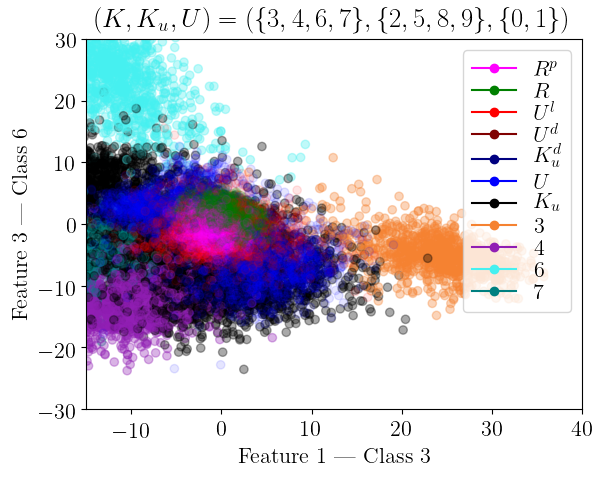 (K, K_u, U) = ({3, 4, 6, 7}, {2, 5, 8, 9}, {0, 1})
R^p
R
U^l
U^d
K_u^d
U
K_u
3
4
6
7
30
20
10
0
−10
−20
−30
Feature 3 — Class 6
−10
0
10
20
30
40
Feature 1 — Class 3